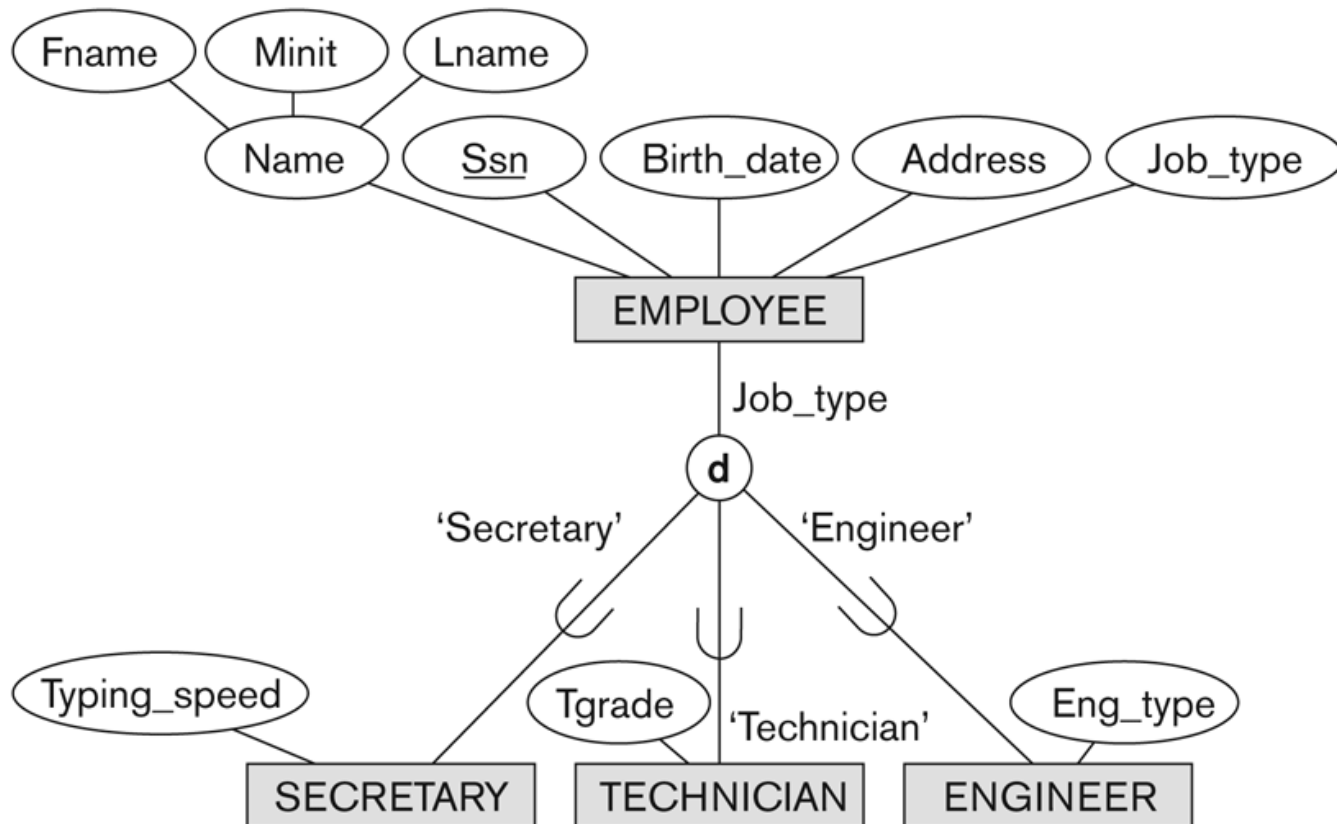 Fname Minit Lname
Name Ssn Birth_date Address Job_type
EMPLOYEE
Job_type
d
‘Secretary’ ‘Engineer’
Typing_speed Tgrade Eng_type
‘Technician’
SECRETARY TECHNICIAN ENGINEER